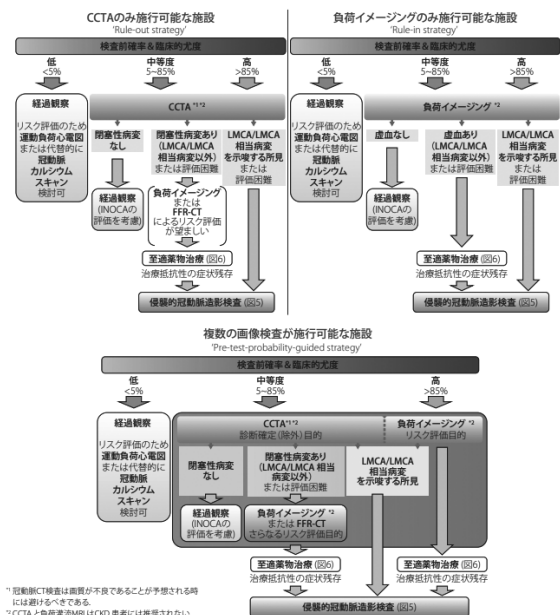 CCTAのみ施行可能な施設
'Rule-out strategy'
検査前確率＆臨床的尤度
低
<5%
中等度
5~85%
高
>85%
経過観察
リスク評価のため
運動負荷心電図
または代替的に
冠動脈
カルシウム
スキャン
検討可
CCTA *1 *2
閉塞性病変
なし
閉塞性病変あり
(LMCA/LMCA
相当病変以外)
または評価困難
LMCA/LMCA
相当病変
を示唆する所見
または
評価困難
経過観察
(INOCAの
評価を考慮)
負荷イメージング
または
FFR-CT
によるリスク評価
が望ましい
至適薬物治療 (図6)
治療抵抗性の症状残存
侵襲的冠動脈造影検査 (図5)
負荷イメージングのみ施行可能な施設
'Rule-in strategy'
検査前確率＆臨床的尤度
低
<5%
中等度
5~85%
高
>85%
経過観察
リスク評価のため
運動負荷心電図
または代替的に
冠動脈
カルシウム
スキャン
検討可
負荷イメージング *2
虚血なし
虚血あり
(LMCA/LMCA
相当病変以外)
または評価困難
LMCA/LMCA
相当病変
を示唆する所見
または
評価困難
経過観察
(INOCAの
評価を考慮)
至適薬物治療 (図6)
治療抵抗性の症状残存
侵襲的冠動脈造影検査 (図5)
複数の画像検査が施行可能な施設
'Pre-test-probability-guided strategy'
検査前確率＆臨床的尤度
低
<5%
中等度
5~85%
高
>85%
経過観察
リスク評価のため
運動負荷心電図
または代替的に
冠動脈
カルシウム
スキャン
検討可
CCTA*1 *2
診断確定(除外)目的
負荷イメージング *2
リスク評価目的
閉塞性病変
なし
閉塞性病変あり
(LMCA/LMCA 相当
病変以外)
または評価困難
LMCA/LMCA
相当病変
を示唆する所見
経過観察
(INOCAの
評価を考慮)
負荷イメージング *2
または FFR-CT
さらなるリスク評価目的
至適薬物治療 (図6)
治療抵抗性の症状残存
至適薬物治療 (図6)
治療抵抗性の症状残存
侵襲的冠動脈造影検査 (図5)
*1 冠動脈CT検査は画質が不良であることが予想される時
には避けるべきである.
*2 CCTA と負荷灌流MRIはCKD 患者には推奨されない.